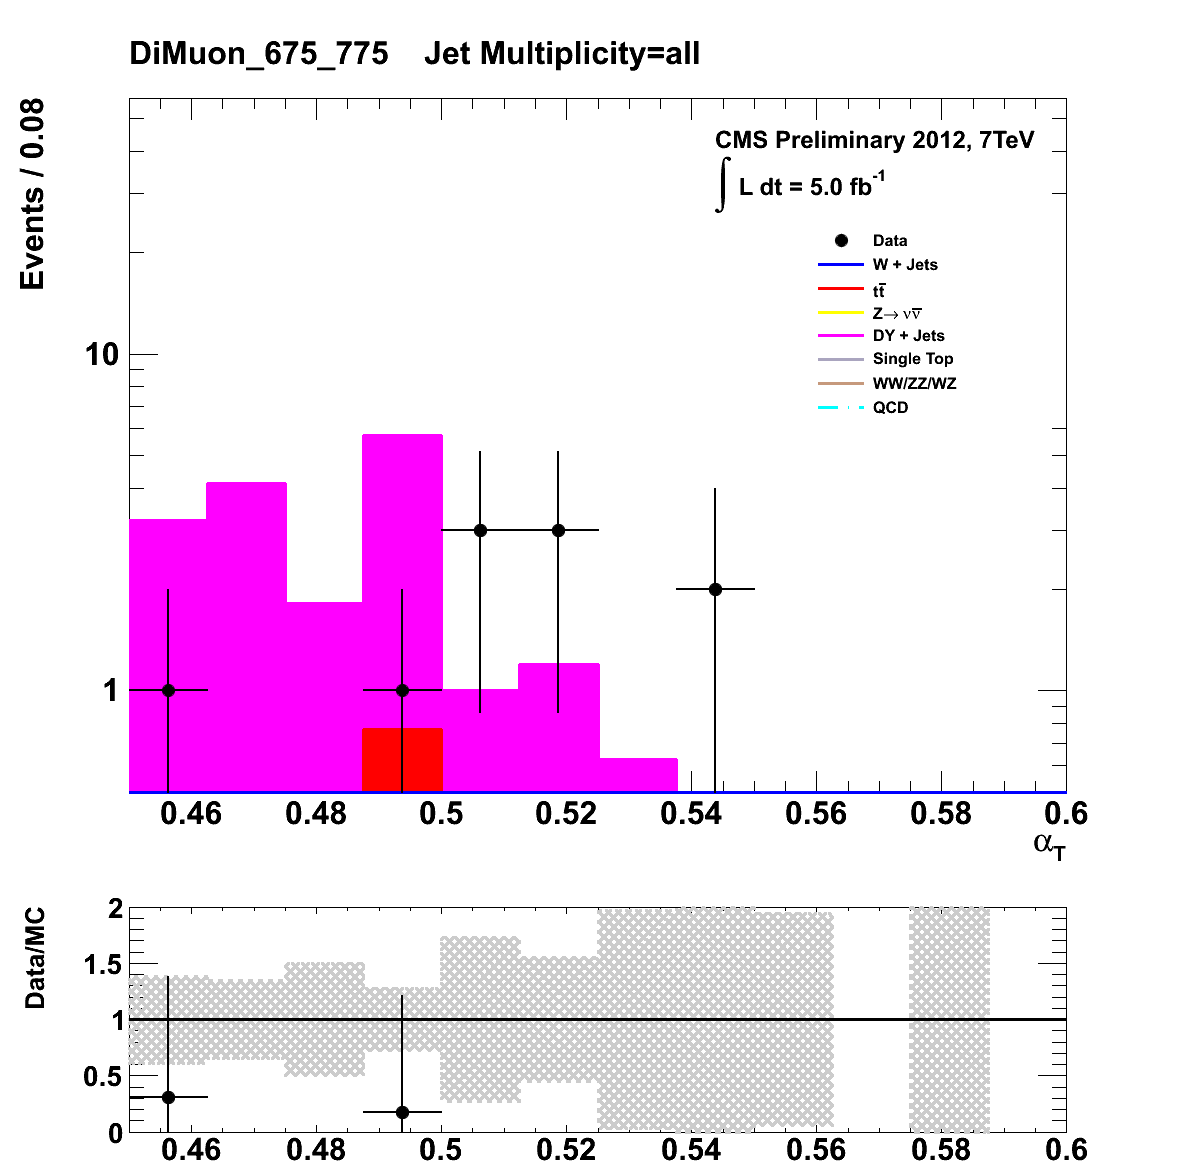 DiMuon_675_775 Jet Multiplicity=all
Events / 0.08
CMS Preliminary 2012, 7TeV
∫ L dt = 5.0 fb⁻¹
Data
W + Jets
tt̅
Z→ νν̅
DY + Jets
Single Top
WW/ZZ/WZ
QCD
10
1
0.46 0.48 0.5 0.52 0.54 0.56 0.58 0.6
α_T
Data/MC
2
1.5
1
0.5
0
0.46 0.48 0.5 0.52 0.54 0.56 0.58 0.6